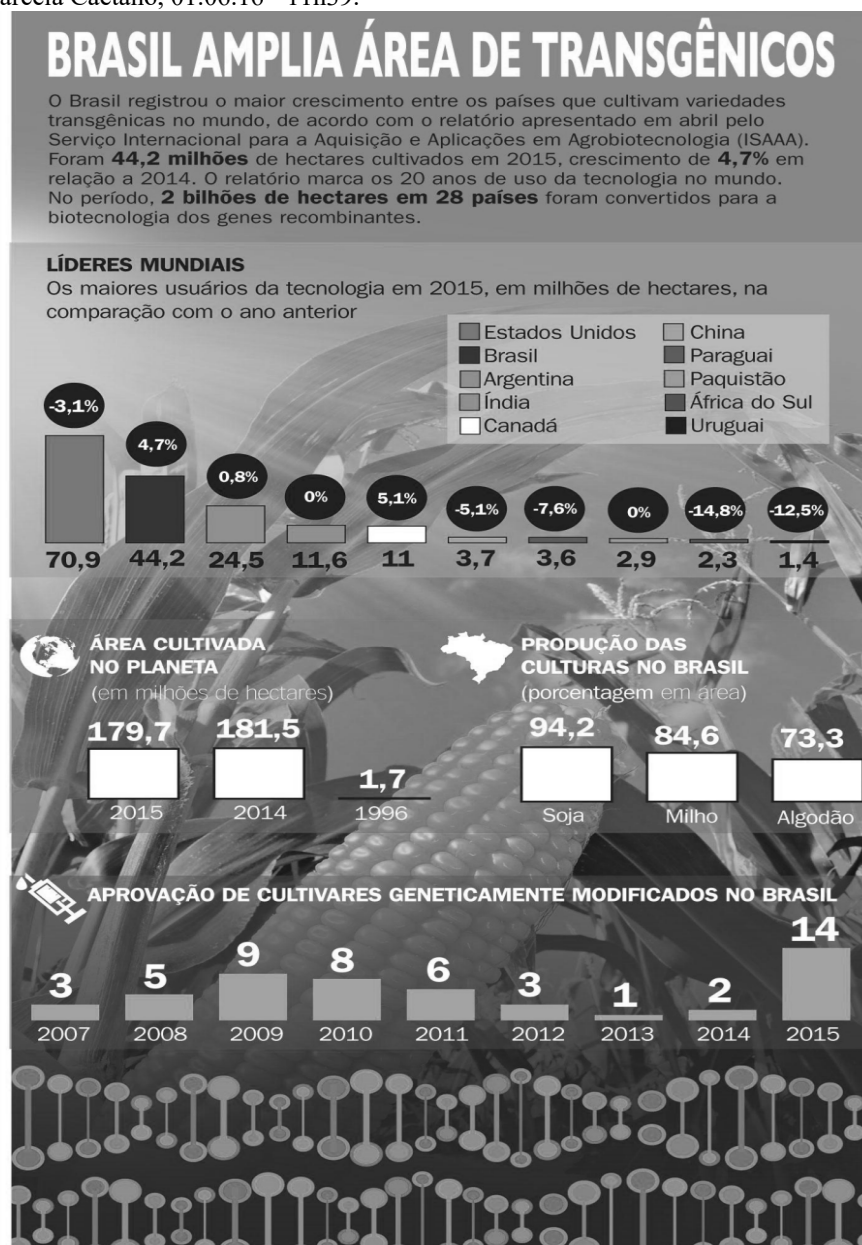 arcela Caetano, 01.06.16 - 11h39.
BRASIL AMPLIA ÁREA DE TRANSGÊNICOS
O Brasil registrou o maior crescimento entre os países que cultivam variedades
transgênicas no mundo, de acordo com o relatório apresentado em abril pelo
Serviço Internacional para a Aquisição e Aplicações em Agrobiotecnologia (ISAAA).
Foram 44,2 milhões de hectares cultivados em 2015, crescimento de 4,7% em
relação a 2014. O relatório marca os 20 anos de uso da tecnologia no mundo.
No período, 2 bilhões de hectares em 28 países foram convertidos para a
biotecnologia dos genes recombinantes.
LÍDERES MUNDIAIS
Os maiores usuários da tecnologia em 2015, em milhões de hectares, na
comparação com o ano anterior
Estados Unidos China
Brasil Paraguai
Argentina Paquistão
Índia África do Sul
Canadá Uruguai
-3,1% 4,7% 0,8% 0% 5,1% -5,1% -7,6% 0% -14,8% -12,5%
70,9 44,2 24,5 11,6 11 3,7 3,6 2,9 2,3 1,4
ÁREA CULTIVADA
NO PLANETA
(em milhões de hectares)
179,7 181,5 1,7
2015 2014 1996
PRODUÇÃO DAS
CULTURAS NO BRASIL
(porcentagem em área)
94,2 84,6 73,3
Soja Milho Algodão
APROVAÇÃO DE CULTIVARES GENETICAMENTE MODIFICADOS NO BRASIL
3 5 9 8 6 3 1 2 14
2007 2008 2009 2010 2011 2012 2013 2014 2015